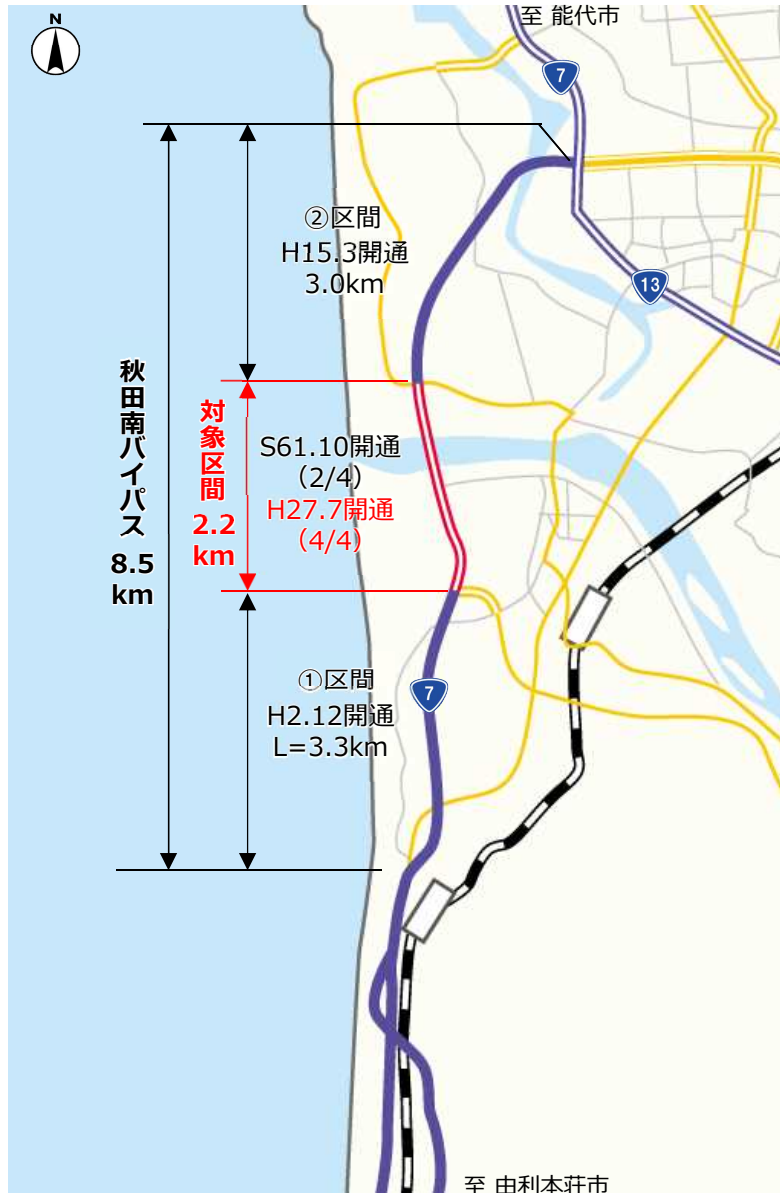 N
至 能代市
7
②区間
H15.3開通
3.0km
13
秋田南バイパス
8.5
km
対象区間
2.2
km
S61.10開通
(2/4)
H27.7開通
(4/4)
①区間
H2.12開通
L=3.3km
7
至 由利本荘市